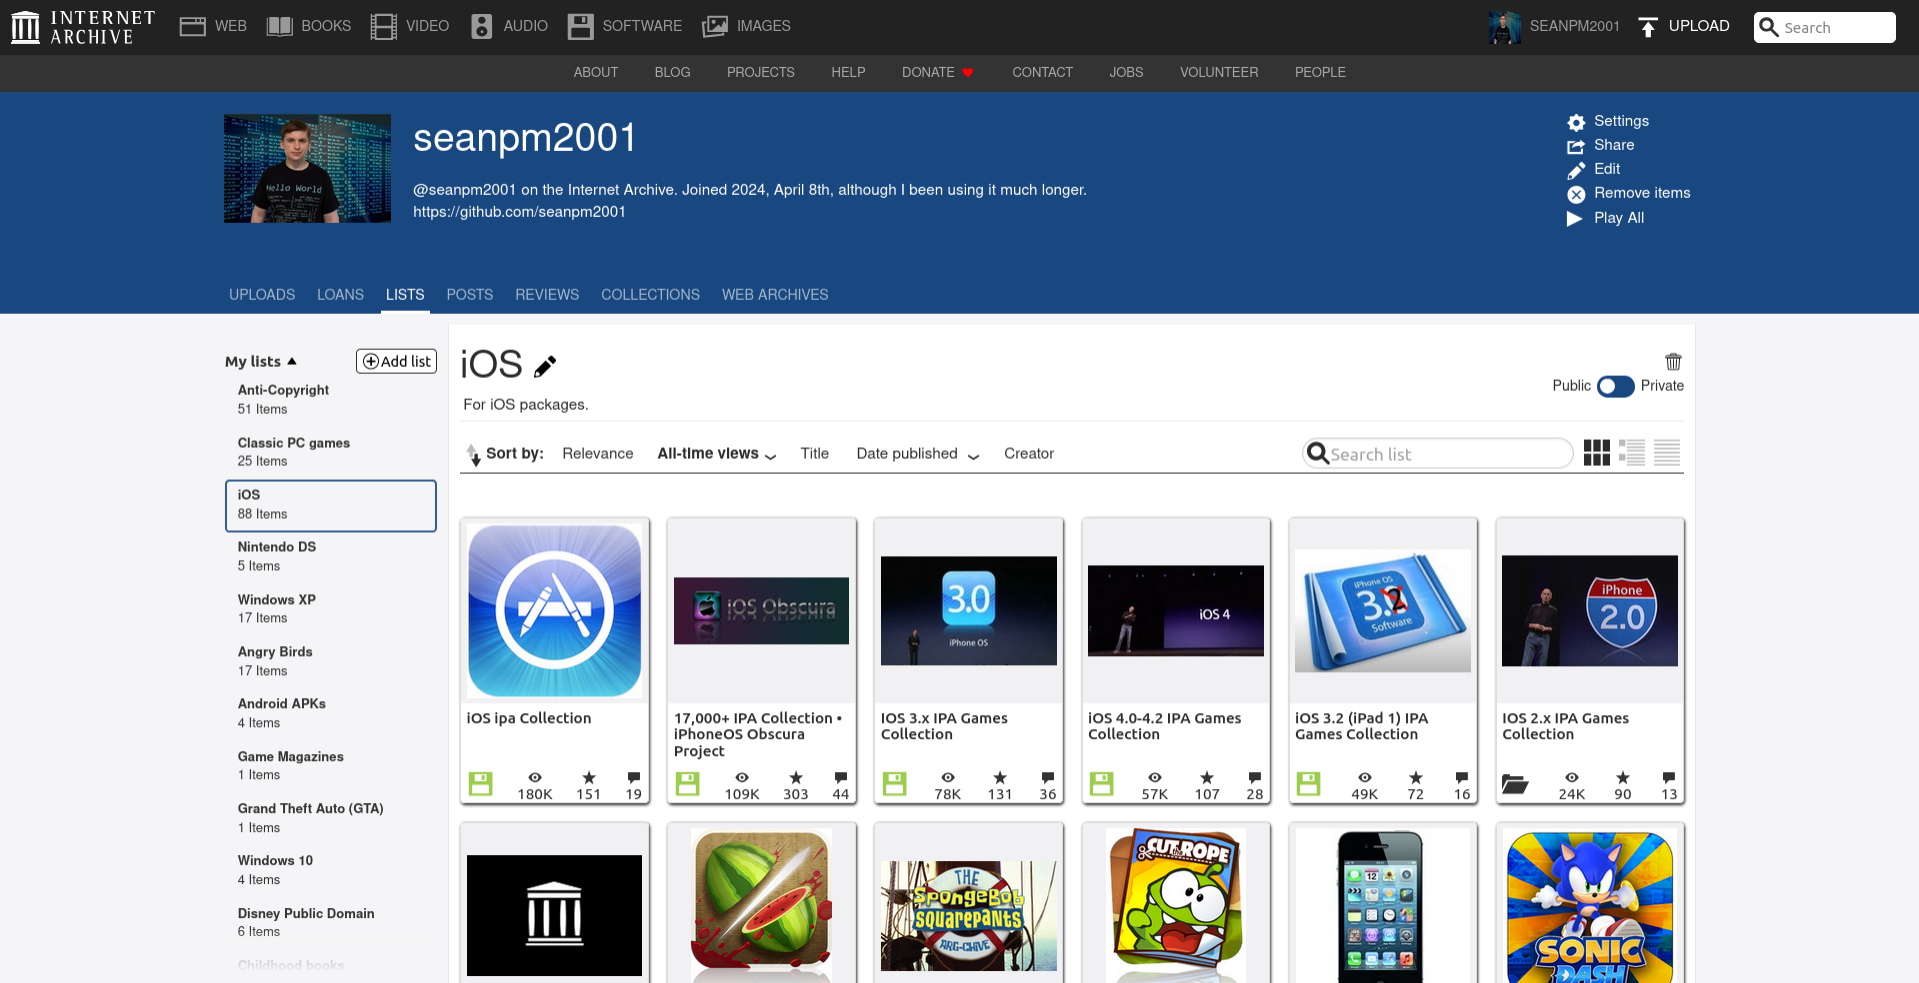 INTERNET
ARCHIVE
WEB
BOOKS
VIDEO
AUDIO
SOFTWARE
IMAGES
SEANPM2001
UPLOAD
Search
ABOUT
BLOG
PROJECTS
HELP
DONATE
CONTACT
JOBS
VOLUNTEER
PEOPLE
Hello World
seanpm2001
@seanpm2001 on the Internet Archive. Joined 2024, April 8th, although I been using it much longer.
https://github.com/seanpm2001
Settings
Share
Edit
Remove items
Play All
UPLOADS
LOANS
LISTS
POSTS
REVIEWS
COLLECTIONS
WEB ARCHIVES
My lists
Add list
Anti-Copyright
51 Items
Classic PC games
25 Items
iOS
88 Items
Nintendo DS
5 Items
Windows XP
17 Items
Angry Birds
17 Items
Android APKs
4 Items
Game Magazines
1 Items
Grand Theft Auto (GTA)
1 Items
Windows 10
4 Items
Disney Public Domain
6 Items
Childhood books
iOS
For iOS packages.
Public
Private
Sort by:
Relevance
All-time views
Title
Date published
Creator
Search list
iOS ipa Collection
180K
151
19
iOS Obscura
17,000+ IPA Collection •
iPhoneOS Obscura
Project
109K
303
44
3.0
iPhone OS
IOS 3.x IPA Games
Collection
78K
131
36
iOS 4
iOS 4.0-4.2 IPA Games
Collection
57K
107
28
iPhone OS
3.2
Software
iOS 3.2 (iPad 1) IPA
Games Collection
49K
72
16
iPhone
2.0
IOS 2.x IPA Games
Collection
24K
90
13
THE
SpongeBob
SQUAREPANTS
ARG-CHIVE
CUT THE ROPE
12
SONIC
DASH